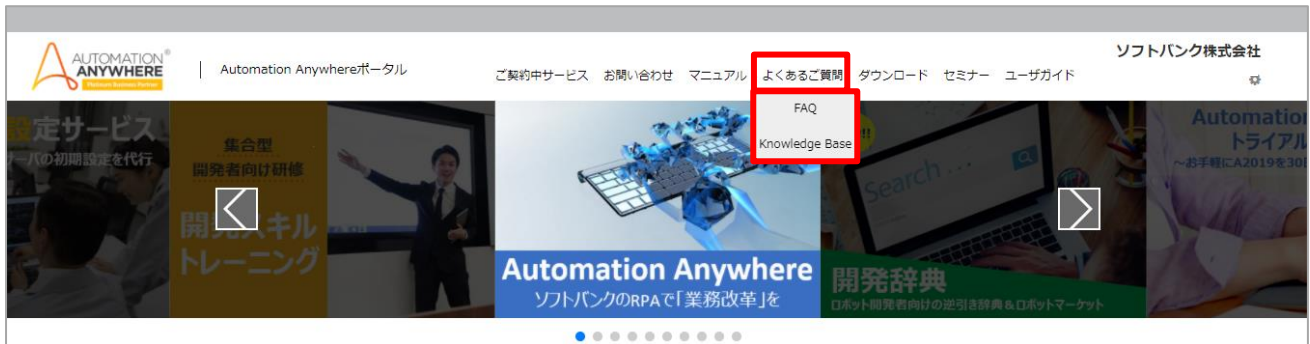 AUTOMATION
ANYWHERE
Platinum Business Partner
Automation Anywhereポータル
ソフトバンク株式会社
ご契約中サービス お問い合わせ マニュアル よくあるご質問 ダウンロード セミナー ユーザガイド
FAQ
Knowledge Base
設定サービス
ーバの初期設定を代行
集合型
開発者向け研修
開発スキル
トレーニング
Automation Anywhere
ソフトバンクのRPAで「業務改革」を
!!
Search...
開発辞典
ロボット開発者向けの逆引き辞典&ロボットマーケット
Automation
トライアル
~お手軽にA2019を30